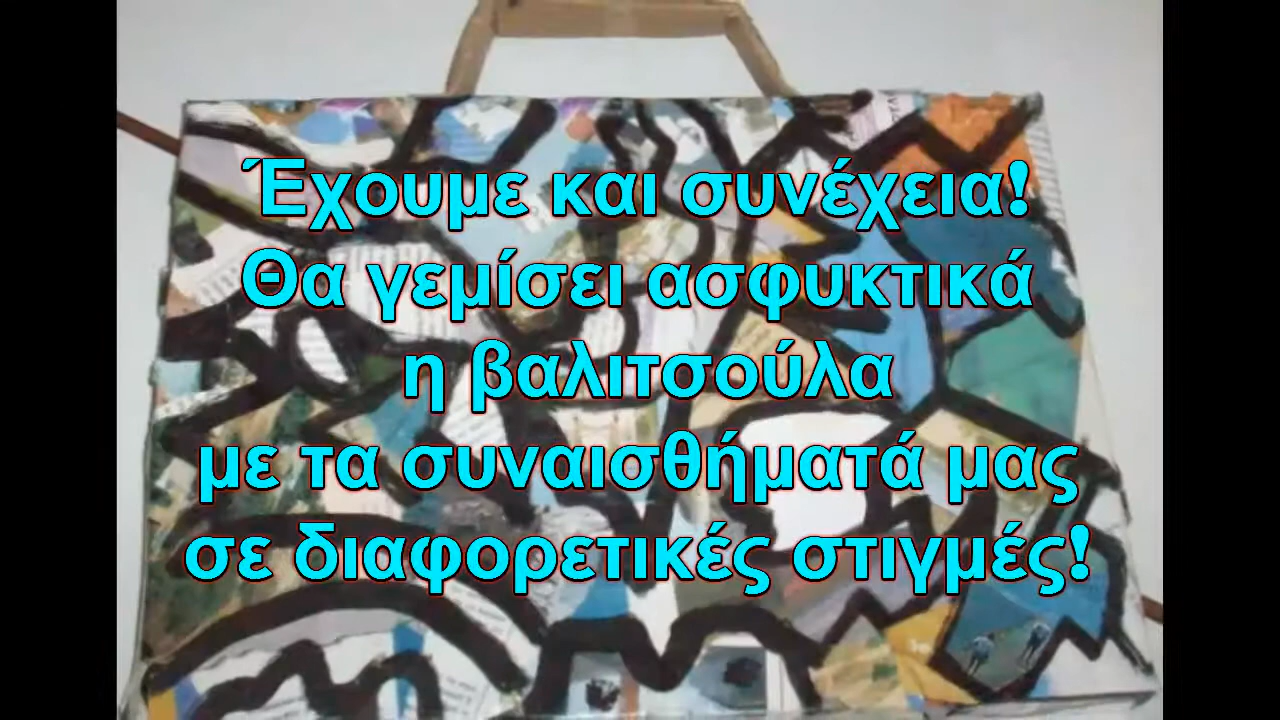 Έχουμε και συνέχεια!
Θα γεμίσει ασφυκτικά
η βαλιτσούλα
με τα συναισθήματά μας
σε διαφορετικές στιγμές!